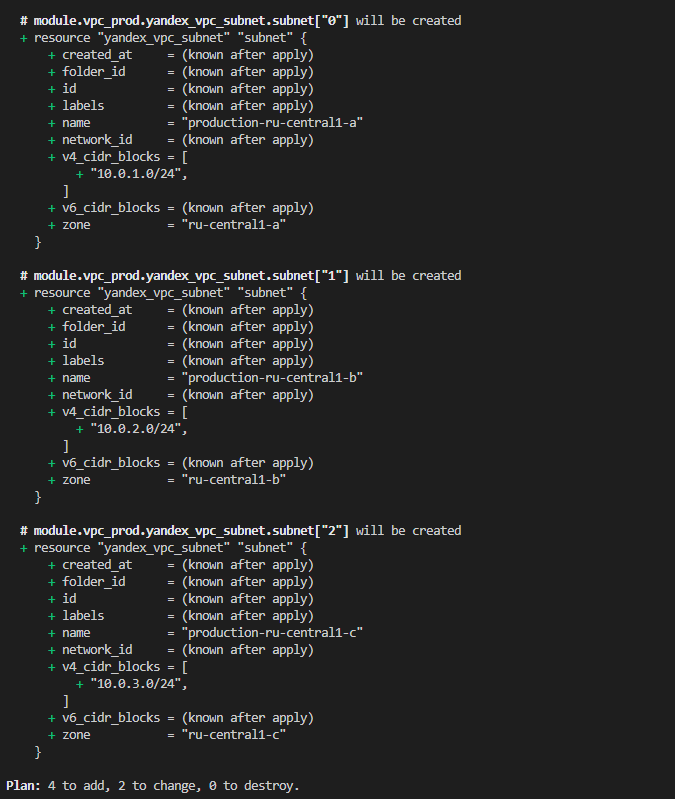 # module.vpc_prod.yandex_vpc_subnet.subnet["0"] will be created
+ resource "yandex_vpc_subnet" "subnet" {
+ created_at     = (known after apply)
+ folder_id      = (known after apply)
+ id             = (known after apply)
+ labels         = (known after apply)
+ name           = "production-ru-central1-a"
+ network_id     = (known after apply)
+ v4_cidr_blocks = [
+ "10.0.1.0/24",
]
+ v6_cidr_blocks = (known after apply)
+ zone           = "ru-central1-a"
}
# module.vpc_prod.yandex_vpc_subnet.subnet["1"] will be created
+ resource "yandex_vpc_subnet" "subnet" {
+ created_at     = (known after apply)
+ folder_id      = (known after apply)
+ id             = (known after apply)
+ labels         = (known after apply)
+ name           = "production-ru-central1-b"
+ network_id     = (known after apply)
+ v4_cidr_blocks = [
+ "10.0.2.0/24",
]
+ v6_cidr_blocks = (known after apply)
+ zone           = "ru-central1-b"
}
# module.vpc_prod.yandex_vpc_subnet.subnet["2"] will be created
+ resource "yandex_vpc_subnet" "subnet" {
+ created_at     = (known after apply)
+ folder_id      = (known after apply)
+ id             = (known after apply)
+ labels         = (known after apply)
+ name           = "production-ru-central1-c"
+ network_id     = (known after apply)
+ v4_cidr_blocks = [
+ "10.0.3.0/24",
]
+ v6_cidr_blocks = (known after apply)
+ zone           = "ru-central1-c"
}
Plan: 4 to add, 2 to change, 0 to destroy.